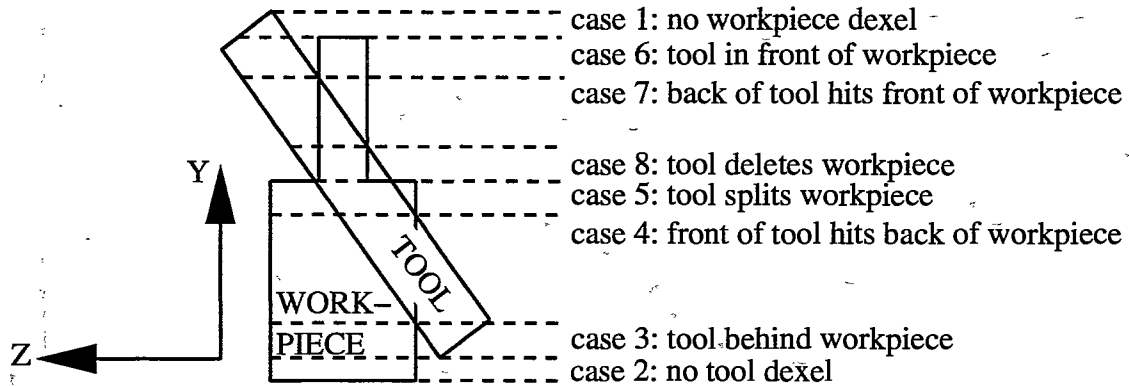 case 1: no workpiece dexel
case 6: tool in front of workpiece
case 7: back of tool hits front of workpiece
case 8: tool deletes workpiece
case 5: tool splits workpiece
case 4: front of tool hits back of workpiece
case 3: tool behind workpiece
case 2: no tool dexel
Y
Z
TOOL
WORK–
PIECE